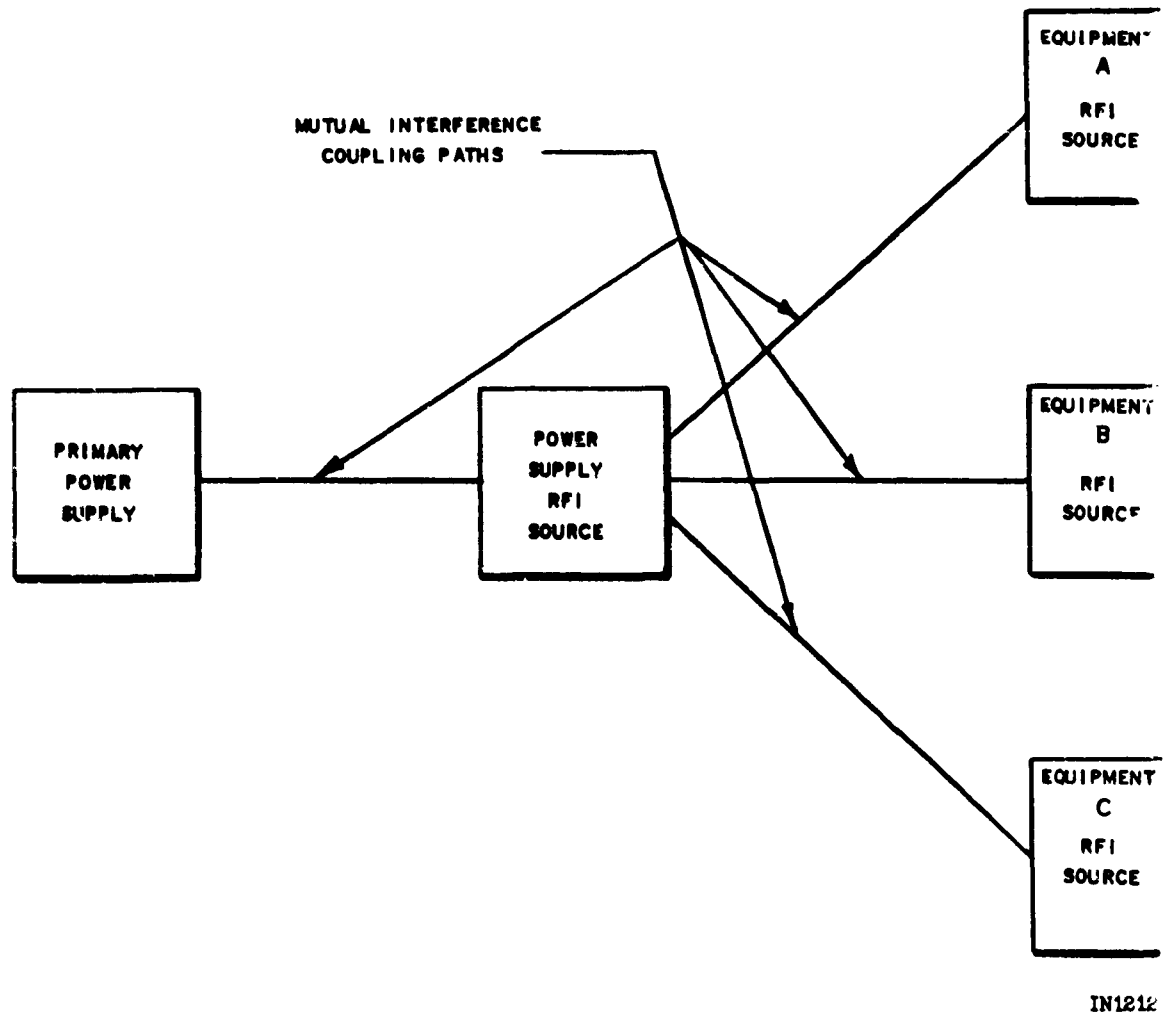 EQUIPMENT
A
RFI
SOURCE
MUTUAL INTERFERENCE
COUPLING PATHS
PRIMARY
POWER
SUPPLY
POWER
SUPPLY
RFI
SOURCE
EQUIPMENT
B
RFI
SOURCE
EQUIPMENT
C
RFI
SOURCE
IN1212